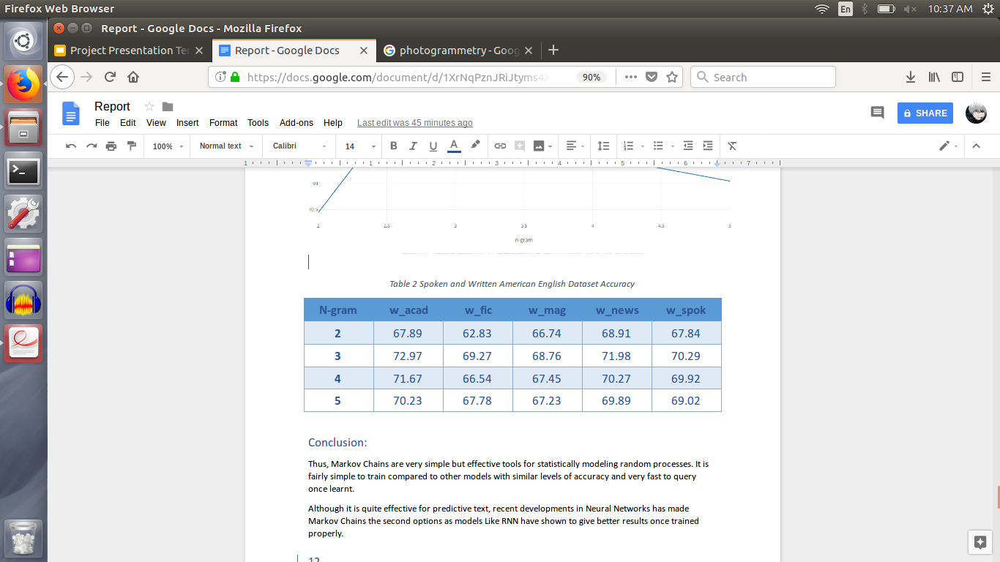 Firefox Web Browser
En
10:37 AM
Report - Google Docs - Mozilla Firefox
Project Presentation Ter
Report - Google Docs
photogrammetry - Goog
https://docs.google.com/document/d/1XrNqPznJRiJtyms4X
90%
Search
Report
File Edit View Insert Format Tools Add-ons Help Last edit was 45 minutes ago
SHARE
100% Normal text Calibri 14 B I U A
1 1 2 3 4 5 6 7
93
92.5
2 2.5 3 3.5 4 4.5 5
n-gram
Table 2 Spoken and Written American English Dataset Accuracy
N-gram w_acad w_fic w_mag w_news w_spok
2 67.89 62.83 66.74 68.91 67.84
3 72.97 69.27 68.76 71.98 70.29
4 71.67 66.54 67.45 70.27 69.92
5 70.23 67.78 67.23 69.89 69.02
Conclusion:
Thus, Markov Chains are very simple but effective tools for statistically modeling random processes. It is
fairly simple to train compared to other models with similar levels of accuracy and very fast to query
once learnt.
Although it is quite effective for predictive text, recent developments in Neural Networks has made
Markov Chains the second options as models Like RNN have shown to give better results once trained
properly.
12